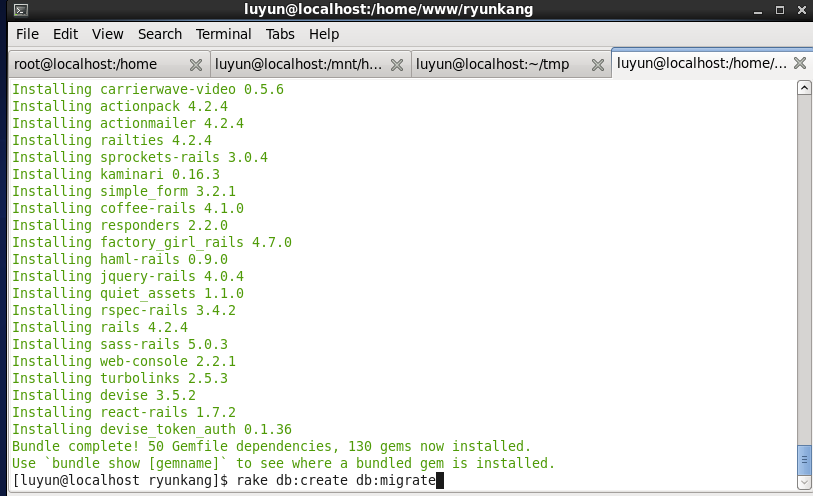 luyun@localhost:/home/www/ryunkang
File Edit View Search Terminal Tabs Help
root@localhost:/home luyun@localhost:/mnt/h... luyun@localhost:~/tmp luyun@localhost:/home/...
Installing carrierwave-video 0.5.6
Installing actionpack 4.2.4
Installing actionmailer 4.2.4
Installing railties 4.2.4
Installing sprockets-rails 3.0.4
Installing kaminari 0.16.3
Installing simple_form 3.2.1
Installing coffee-rails 4.1.0
Installing responders 2.2.0
Installing factory_girl_rails 4.7.0
Installing haml-rails 0.9.0
Installing jquery-rails 4.0.4
Installing quiet_assets 1.1.0
Installing rspec-rails 3.4.2
Installing rails 4.2.4
Installing sass-rails 5.0.3
Installing web-console 2.2.1
Installing turbolinks 2.5.3
Installing devise 3.5.2
Installing react-rails 1.7.2
Installing devise_token_auth 0.1.36
Bundle complete! 50 Gemfile dependencies, 130 gems now installed.
Use `bundle show [gemname]` to see where a bundled gem is installed.
[luyun@localhost ryunkang]$ rake db:create db:migrate